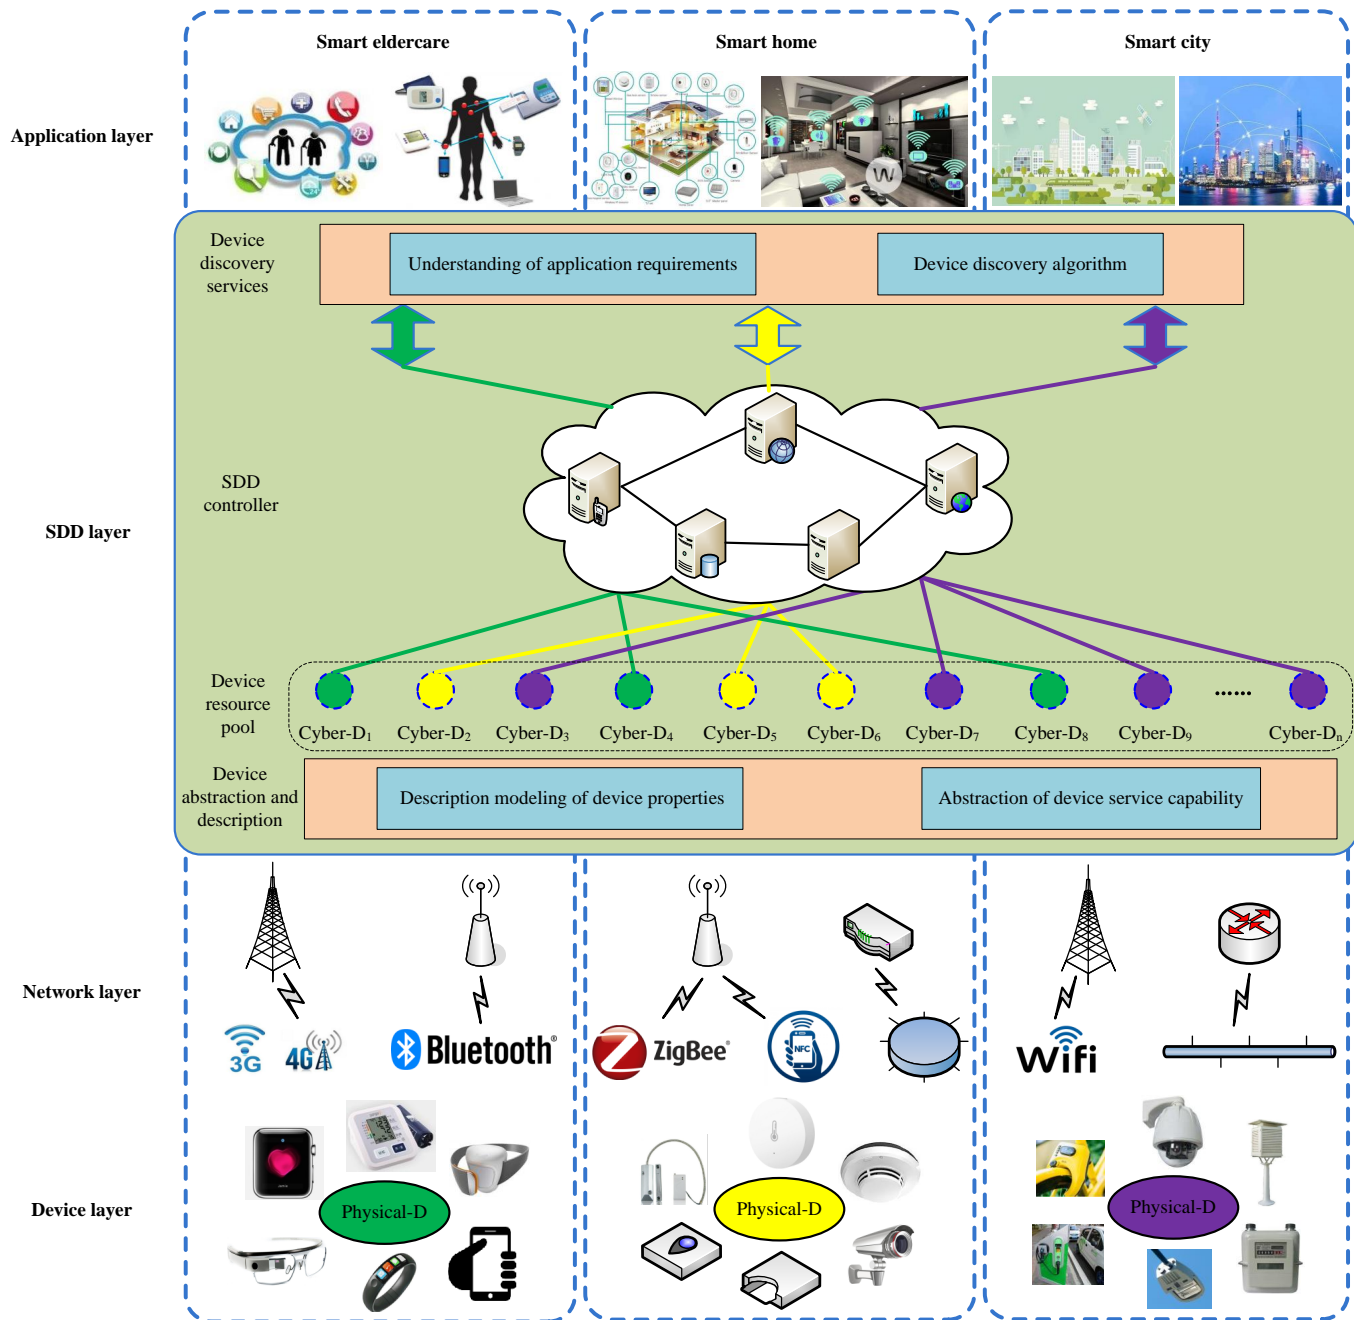 Smart eldercare
Smart home
Smart city
Application layer
Device
discovery
services
Understanding of application requirements
Device discovery algorithm
SDD
controller
SDD layer
Device
resource
pool
Cyber-D1
Cyber-D2
Cyber-D3
Cyber-D4
Cyber-D5
Cyber-D6
Cyber-D7
Cyber-D8
Cyber-D9
......
Cyber-Dn
Device
abstraction and
description
Description modeling of device properties
Abstraction of device service capability
Network layer
3G
4G
Bluetooth®
ZigBee®
NFC
Wifi
Device layer
Physical-D
Physical-D
Physical-D